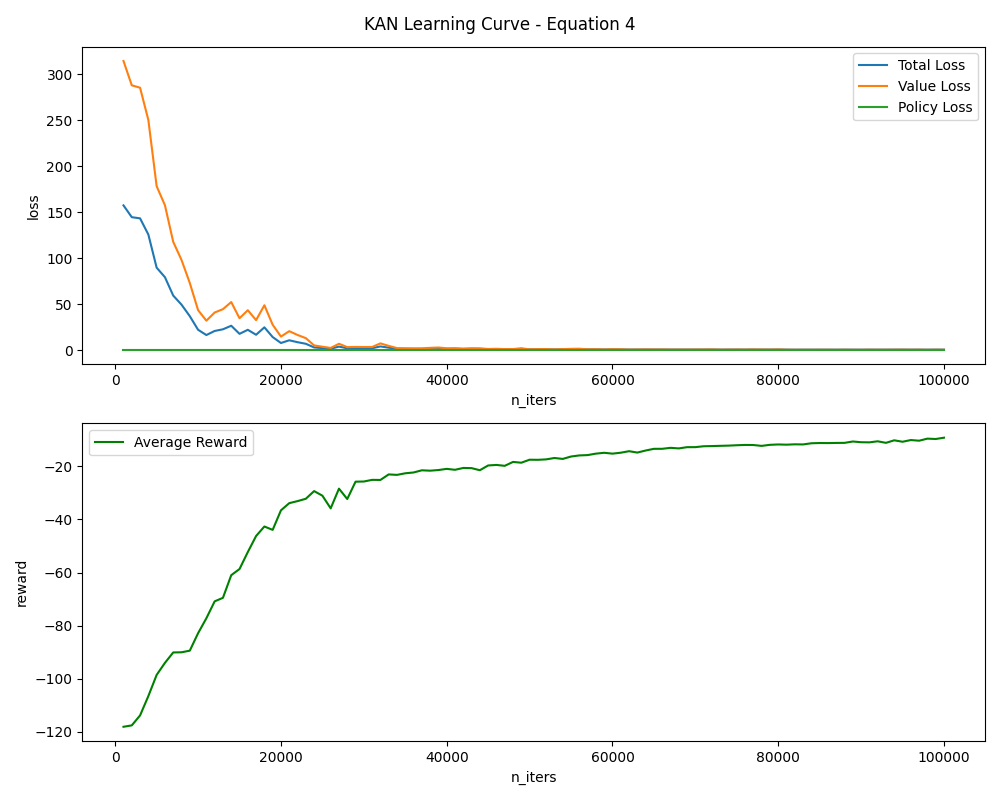 KAN Learning Curve - Equation 4
300
250
200
150
100
50
0
loss
Total Loss
Value Loss
Policy Loss
0 20000 40000 60000 80000 100000
n_iters
Average Reward
−20
−40
−60
−80
−100
−120
reward
0 20000 40000 60000 80000 100000
n_iters